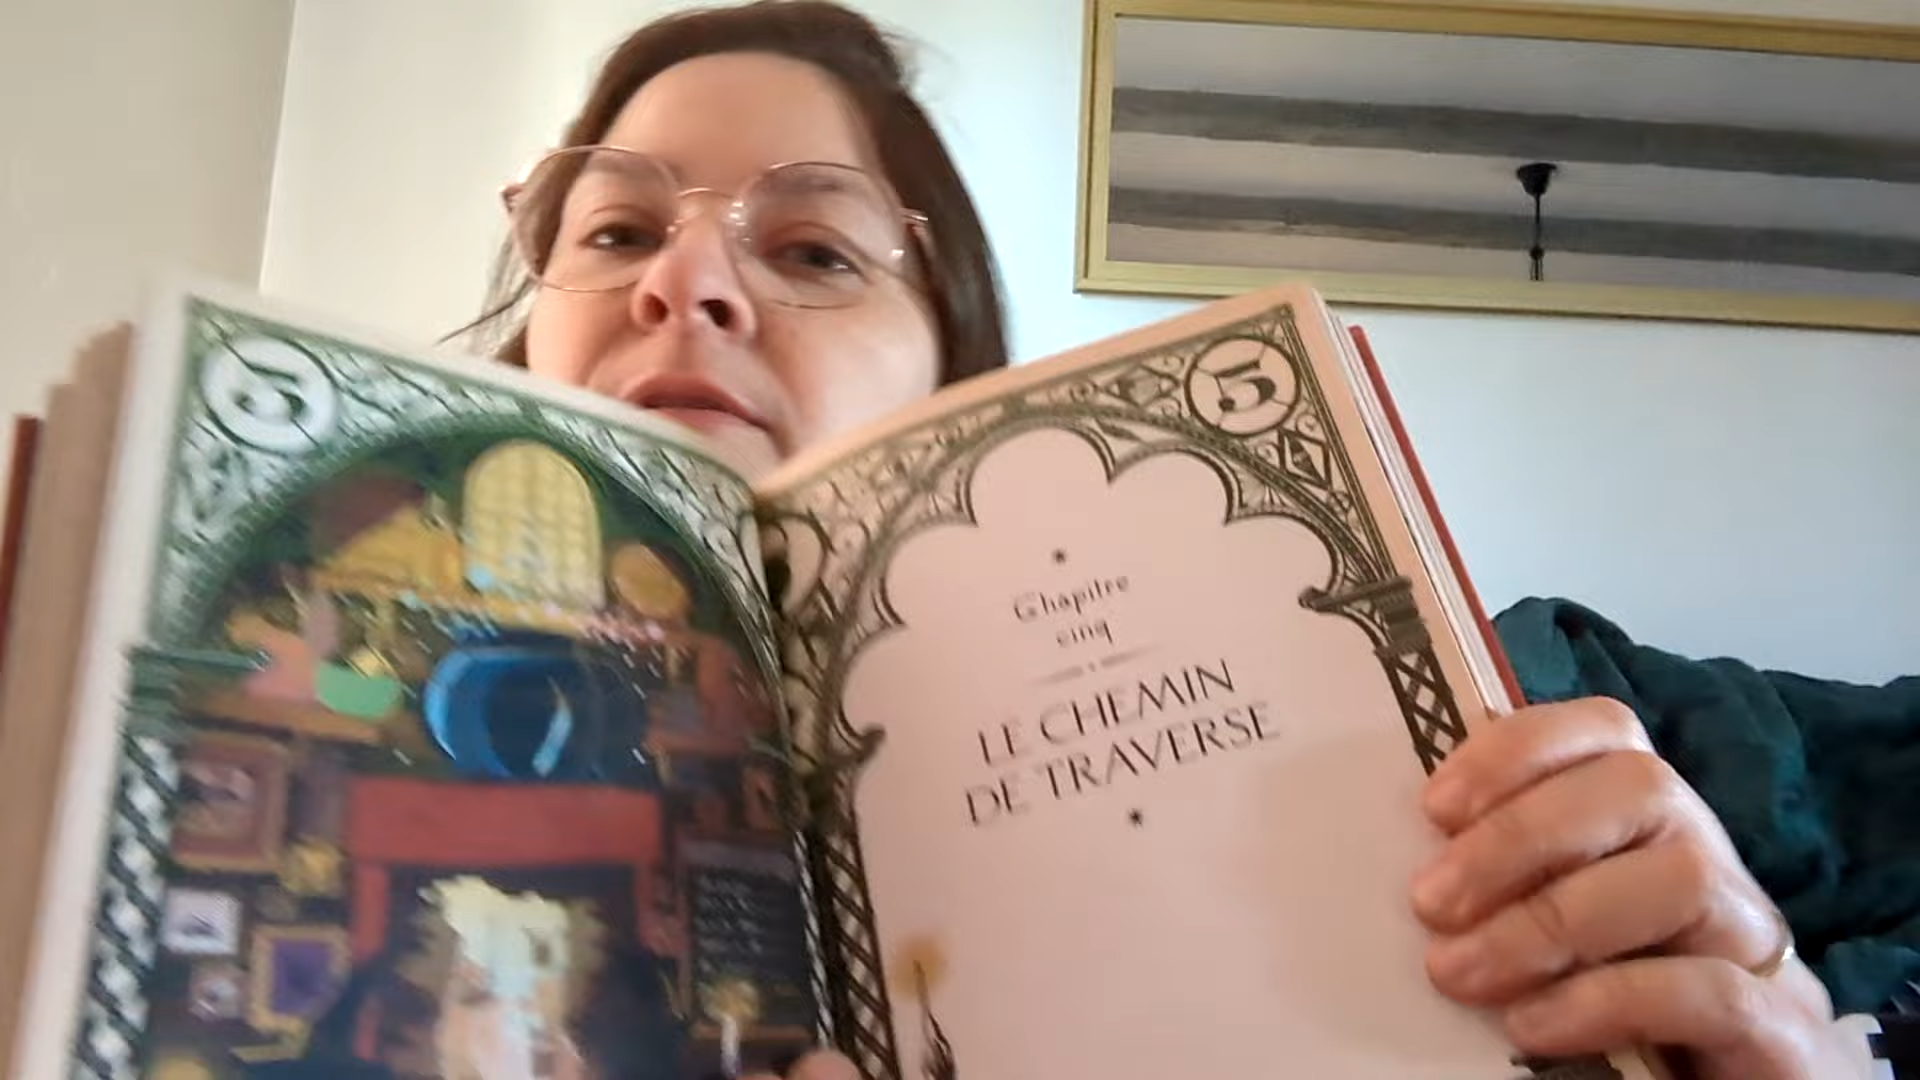 5
5
Chapitre
cinq
LE CHEMIN
DE TRAVERSE